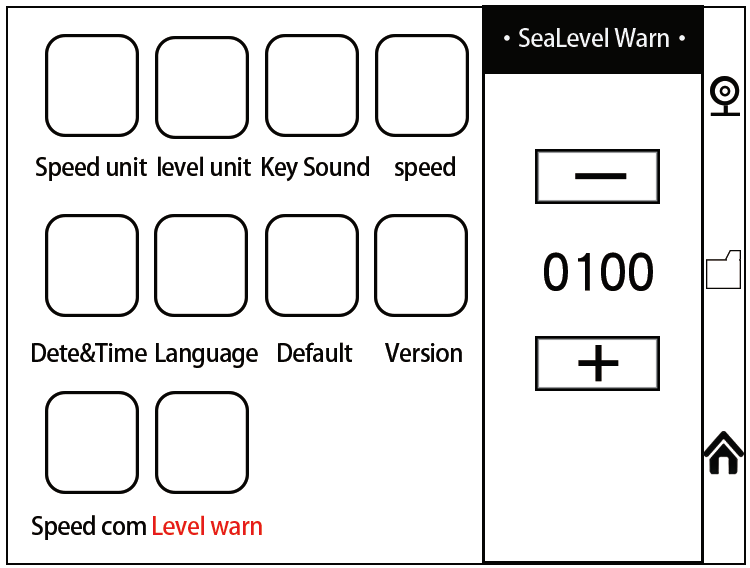 • SeaLevel Warn •
Speed unit level unit Key Sound speed
0100
Dete&Time Language Default Version
Speed com Level warn